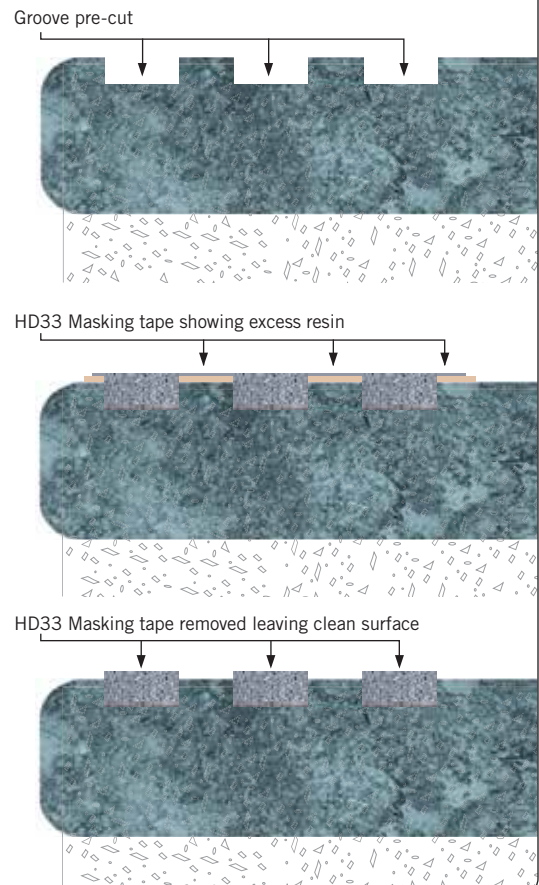 Groove pre-cut
HD33 Masking tape showing excess resin
HD33 Masking tape removed leaving clean surface